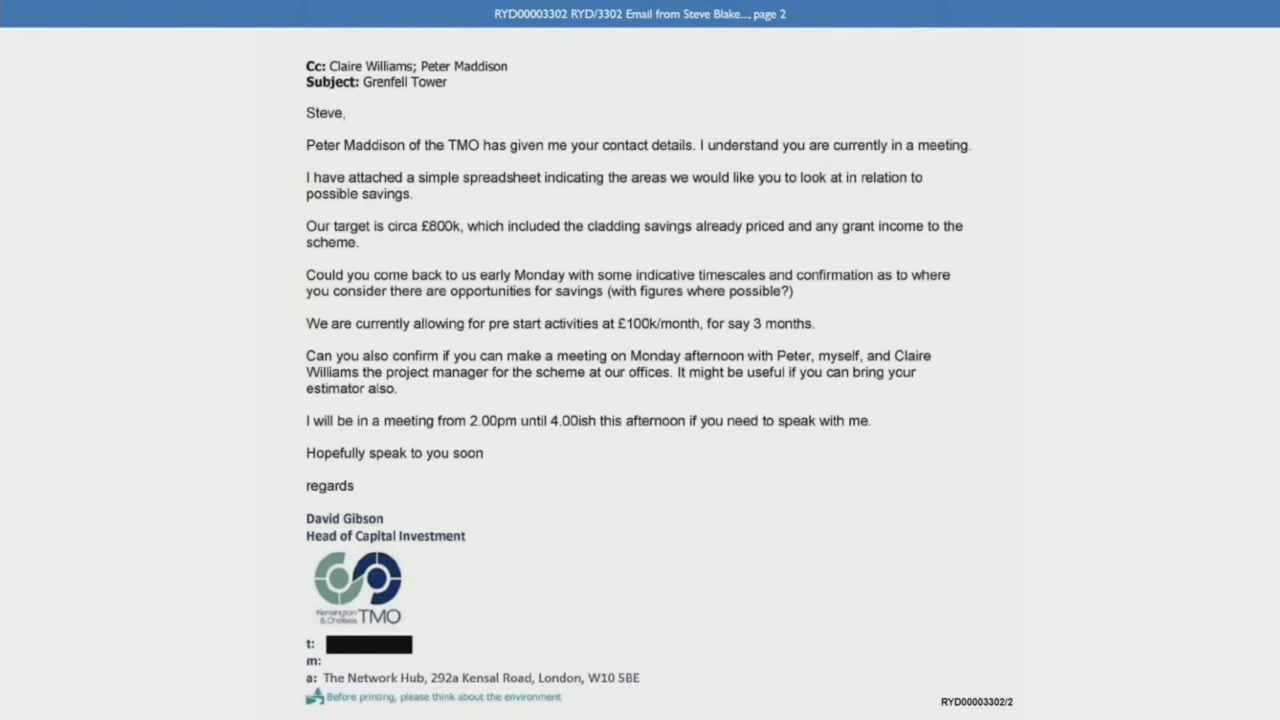 RYD00003302 RYD/3302 Email from Steve Blake..., page 2
Cc: Claire Williams; Peter Maddison
Subject: Grenfell Tower
Steve,
Peter Maddison of the TMO has given me your contact details. I understand you are currently in a meeting.
I have attached a simple spreadsheet indicating the areas we would like you to look at in relation to
possible savings.
Our target is circa £800k, which included the cladding savings already priced and any grant income to the
scheme.
Could you come back to us early Monday with some indicative timescales and confirmation as to where
you consider there are opportunities for savings (with figures where possible?)
We are currently allowing for pre start activities at £100k/month, for say 3 months.
Can you also confirm if you can make a meeting on Monday afternoon with Peter, myself, and Claire
Williams the project manager for the scheme at our offices. It might be useful if you can bring your
estimator also.
I will be in a meeting from 2.00pm until 4.00ish this afternoon if you need to speak with me.
Hopefully speak to you soon
regards
David Gibson
Head of Capital Investment
Kensington
& Chelsea TMO
t:
m:
a: The Network Hub, 292a Kensal Road, London, W10 5BE
Before printing, please think about the environment
RYD00003302/2